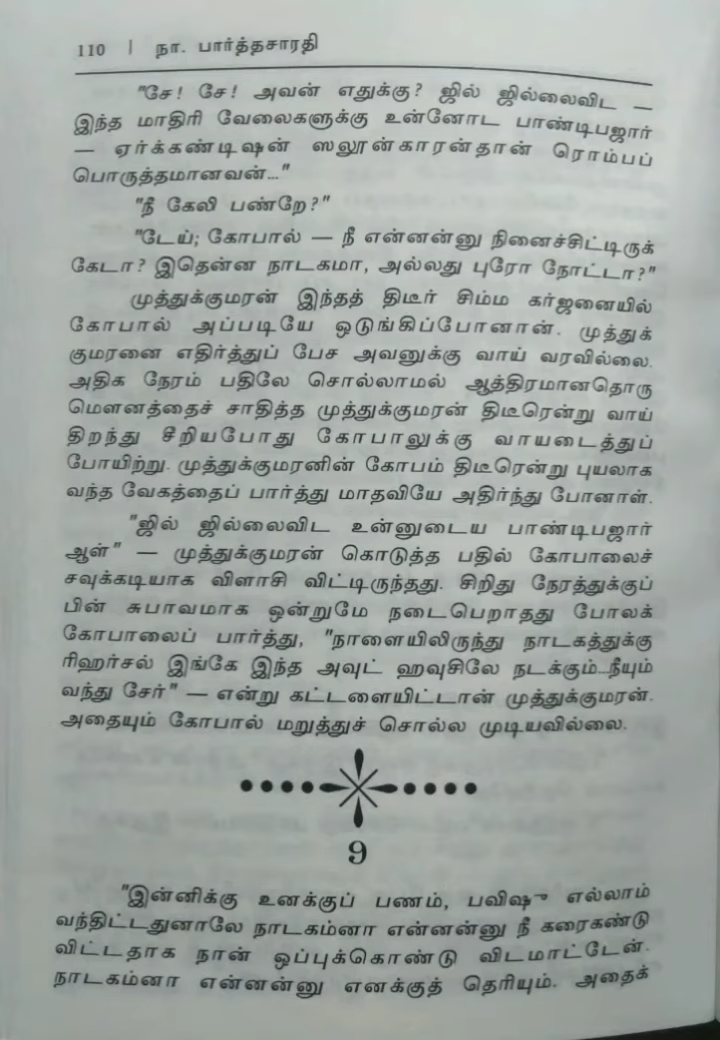 110 | நா. பார்த்தசாரதி
"சே! சே! அவன் எதுக்கு? ஜில் ஜில்லைவிட —
இந்த மாதிரி வேலைகளுக்கு உன்னோட பாண்டிபஜார்
— ஏர்க்கண்டிஷன் ஸலூன்காரன்தான் ரொம்பப்
பொருத்தமானவன்..."
"நீ கேலி பண்றே?"
"டேய்; கோபால் — நீ என்னன்னு நினைச்சிட்டிருக்
கேடா? இதென்ன நாடகமா, அல்லது புரோ நோட்டா?"
முத்துக்குமரன் இந்தத் திடீர் சிம்ம கர்ஜனையில்
கோபால் அப்படியே ஒடுங்கிப்போனான். முத்துக்
குமரனை எதிர்த்துப் பேச அவனுக்கு வாய் வரவில்லை.
அதிக நேரம் பதிலே சொல்லாமல் ஆத்திரமானதொரு
மௌனத்தைச் சாதித்த முத்துக்குமரன் திடீரென்று வாய்
திறந்து சீறியபோது கோபாலுக்கு வாயடைத்துப்
போயிற்று. முத்துக்குமரனின் கோபம் திடீரென்று புயலாக
வந்த வேகத்தைப் பார்த்து மாதவியே அதிர்ந்து போனாள்.
"ஜில் ஜில்லைவிட உன்னுடைய பாண்டிபஜார்
ஆள்" — முத்துக்குமரன் கொடுத்த பதில் கோபாலைச்
சவுக்கடியாக விளாசி விட்டிருந்தது. சிறிது நேரத்துக்குப்
பின் சுபாவமாக ஒன்றுமே நடைபெறாதது போலக்
கோபாலைப் பார்த்து, "நாளையிலிருந்து நாடகத்துக்கு
ரிஹர்சல் இங்கே இந்த அவுட் ஹவுசிலே நடக்கும்...நீயும்
வந்து சேர்" — என்று கட்டளையிட்டான் முத்துக்குமரன்.
அதையும் கோபால் மறுத்துச் சொல்ல முடியவில்லை.
9
"இன்னிக்கு உனக்குப் பணம், பவிஷு எல்லாம்
வந்திட்டதுனாலே நாடகம்னா என்னன்னு நீ கரைகண்டு
விட்டதாக நான் ஒப்புக்கொண்டு விடமாட்டேன்.
நாடகம்னா என்னன்னு எனக்குத் தெரியும். அதைக்